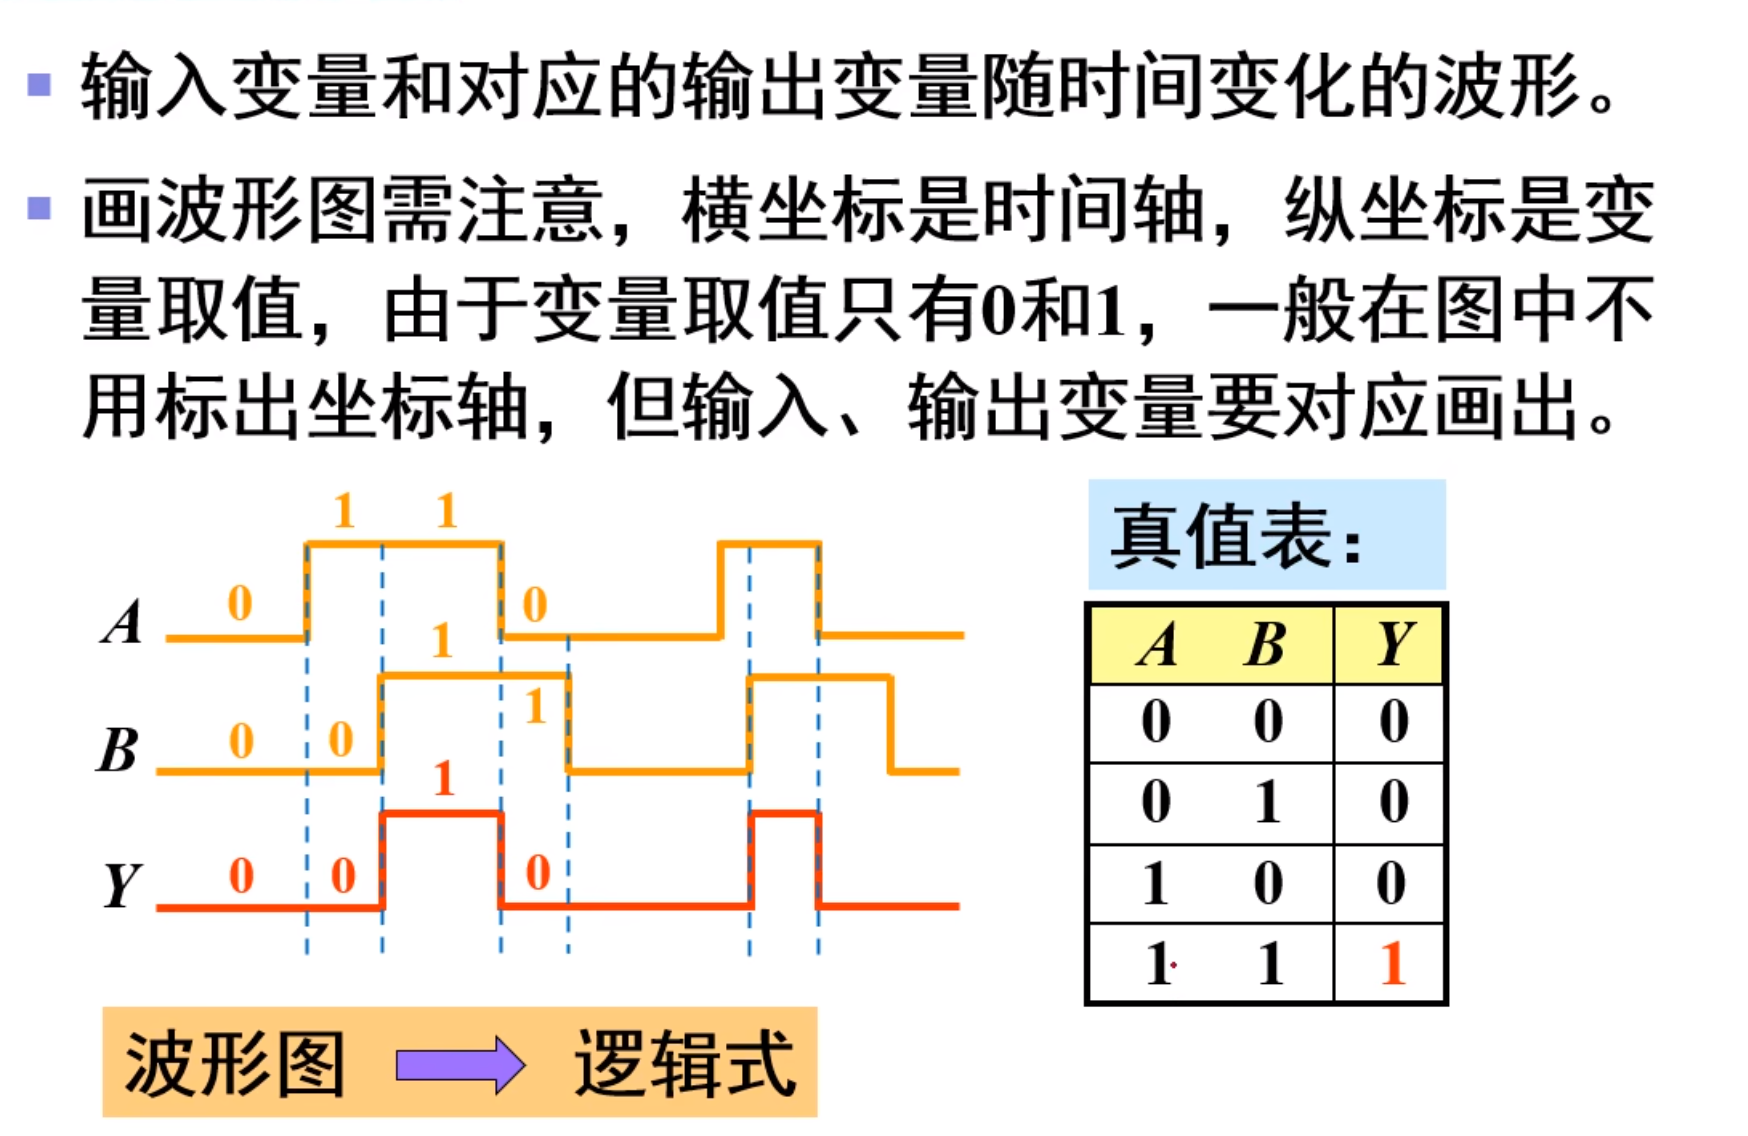 输入变量和对应的输出变量随时间变化的波形。
画波形图需注意，横坐标是时间轴，纵坐标是变
量取值，由于变量取值只有0和1，一般在图中不
用标出坐标轴，但输入、输出变量要对应画出。
1 1
A 0 0
1
B 0 0 1
1
Y 0 0 0
真值表：
A B Y
0 0 0
0 1 0
1 0 0
1 1 1
波形图 逻辑式